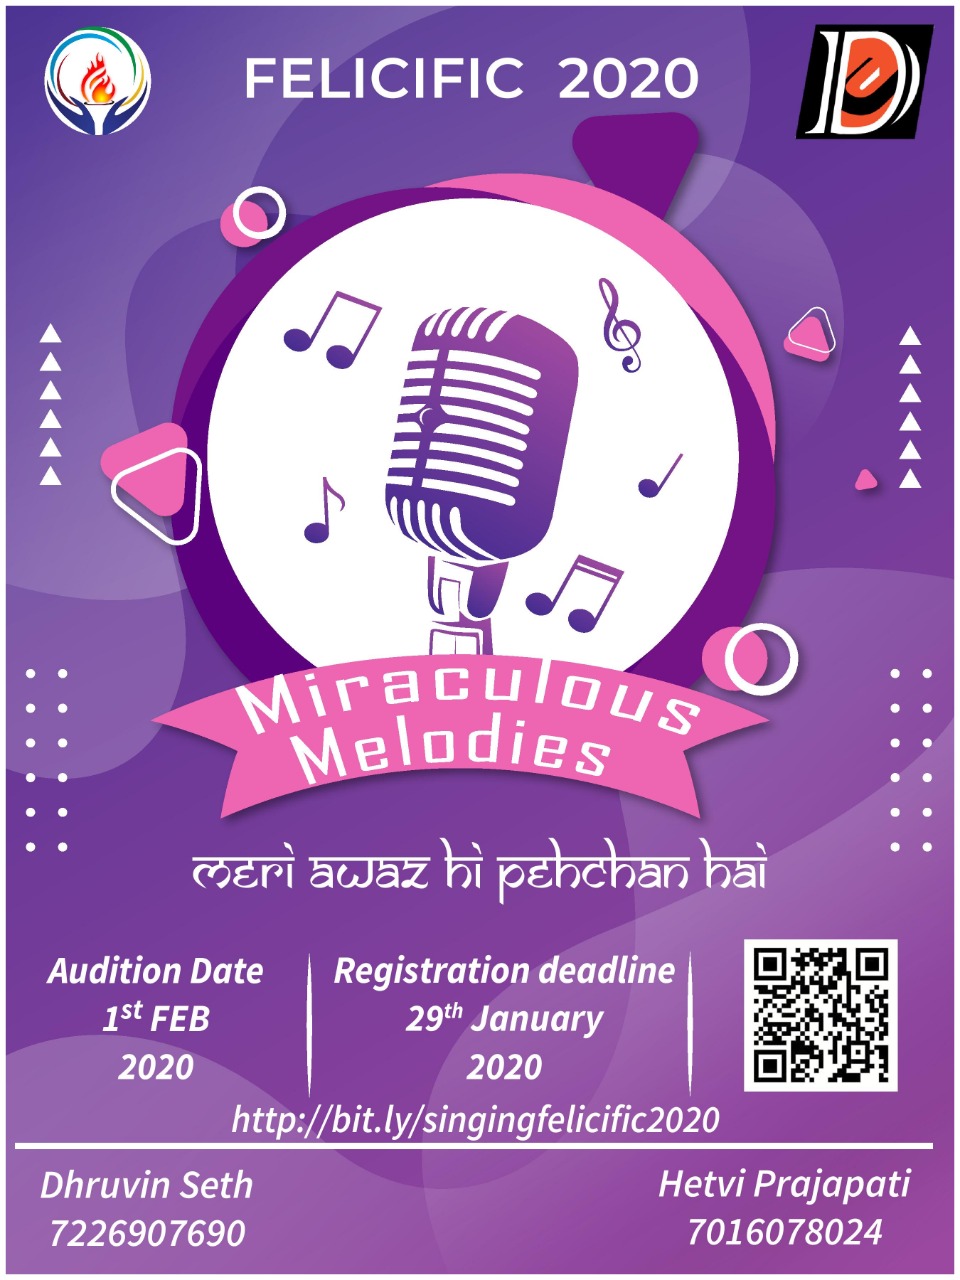 FELICIFIC 2020
De
Miraculous
Melodies
meri awaz hi pehchan hai
Audition Date
1st FEB
2020
Registration deadline
29th January
2020
http://bit.ly/singingfelicific2020
Dhruvin Seth
7226907690
Hetvi Prajapati
7016078024